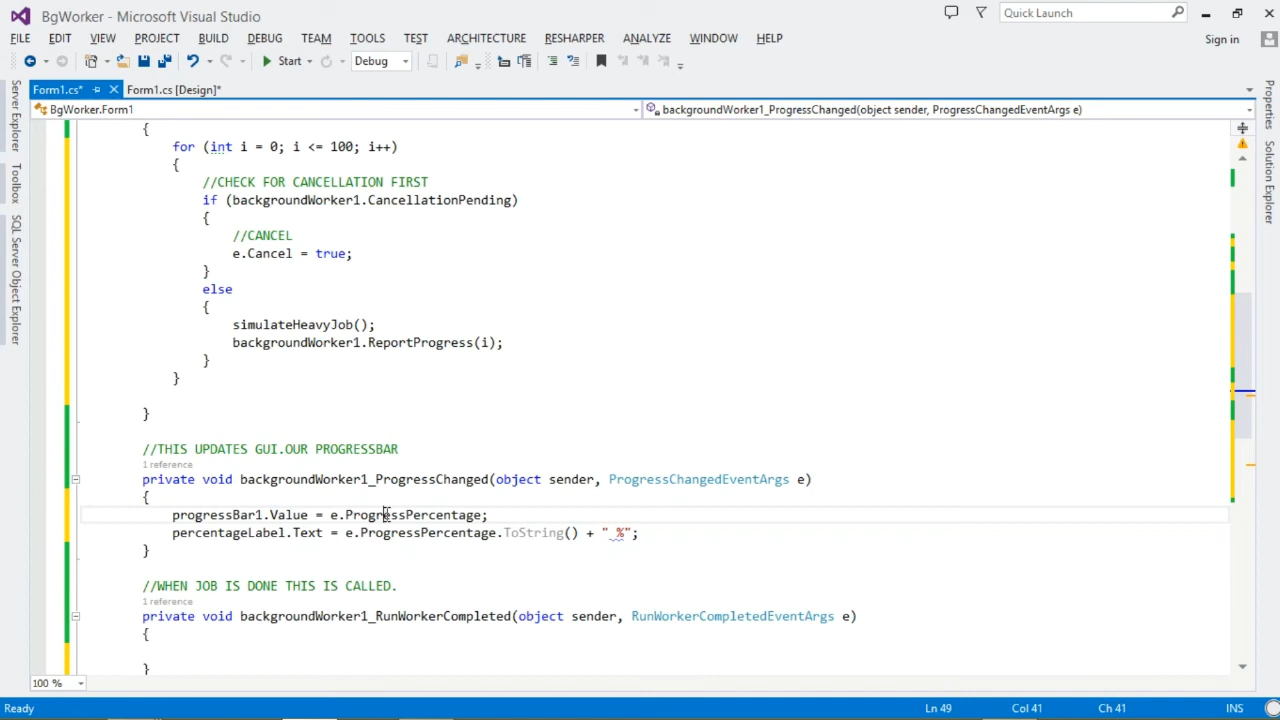 BgWorker - Microsoft Visual Studio
Quick Launch
FILE EDIT VIEW PROJECT BUILD DEBUG TEAM TOOLS TEST ARCHITECTURE RESHARPER ANALYZE WINDOW HELP
Sign in
Start Debug
Form1.cs* Form1.cs [Design]*
BgWorker.Form1 backgroundWorker1_ProgressChanged(object sender, ProgressChangedEventArgs e)
Server Explorer
Toolbox
SQL Server Object Explorer
{
for (int i = 0; i <= 100; i++)
{
//CHECK FOR CANCELLATION FIRST
if (backgroundWorker1.CancellationPending)
{
//CANCEL
e.Cancel = true;
}
else
{
simulateHeavyJob();
backgroundWorker1.ReportProgress(i);
}
}
}
//THIS UPDATES GUI.OUR PROGRESSBAR
1 reference
private void backgroundWorker1_ProgressChanged(object sender, ProgressChangedEventArgs e)
{
progressBar1.Value = e.ProgressPercentage;
percentageLabel.Text = e.ProgressPercentage.ToString() + " %";
}
//WHEN JOB IS DONE THIS IS CALLED.
1 reference
private void backgroundWorker1_RunWorkerCompleted(object sender, RunWorkerCompletedEventArgs e)
{
}
Properties
Solution Explorer
100 %
Ready Ln 49 Col 41 Ch 41 INS